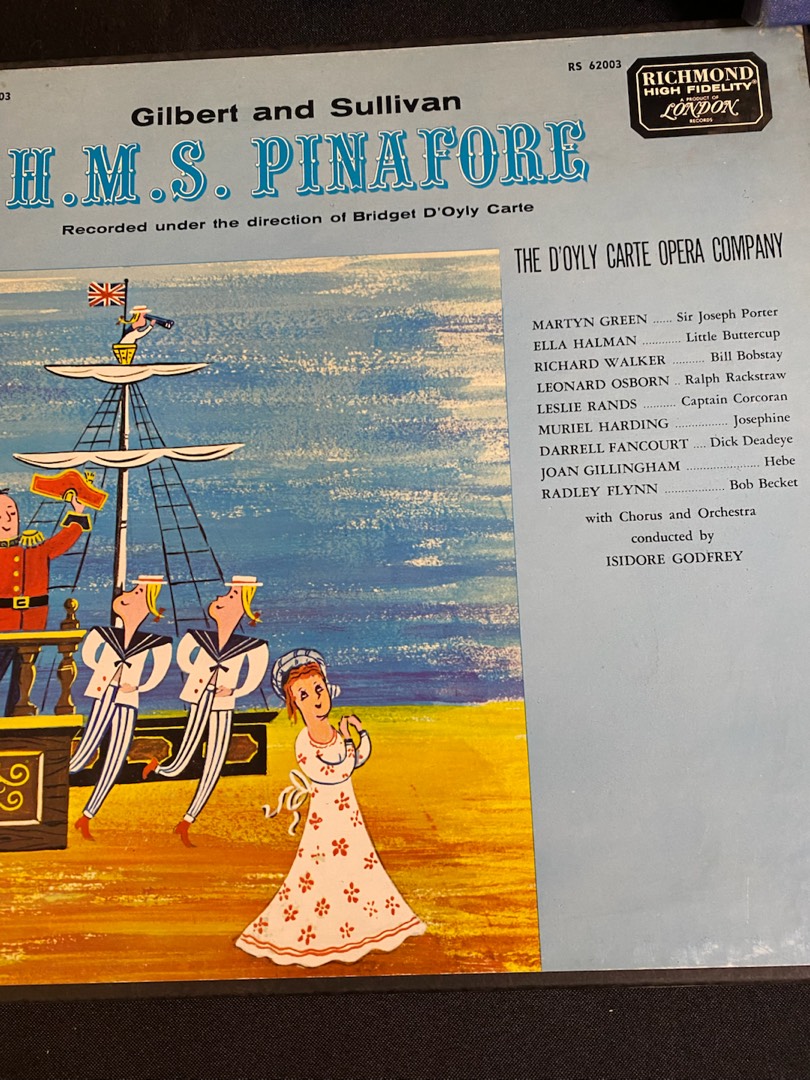 03
RS 62003
RICHMOND
HIGH FIDELITY
A PRODUCT OF
LONDON
RECORDS
Gilbert and Sullivan
H.M.S. PINAFORE
Recorded under the direction of Bridget D'Oyly Carte
THE D'OYLY CARTE OPERA COMPANY
MARTYN GREEN ...... Sir Joseph Porter
ELLA HALMAN ............ Little Buttercup
RICHARD WALKER .......... Bill Bobstay
LEONARD OSBORN .. Ralph Rackstraw
LESLIE RANDS .......... Captain Corcoran
MURIEL HARDING ................ Josephine
DARRELL FANCOURT .... Dick Deadeye
JOAN GILLINGHAM ....................... Hebe
RADLEY FLYNN ................... Bob Becket
with Chorus and Orchestra
conducted by
ISIDORE GODFREY